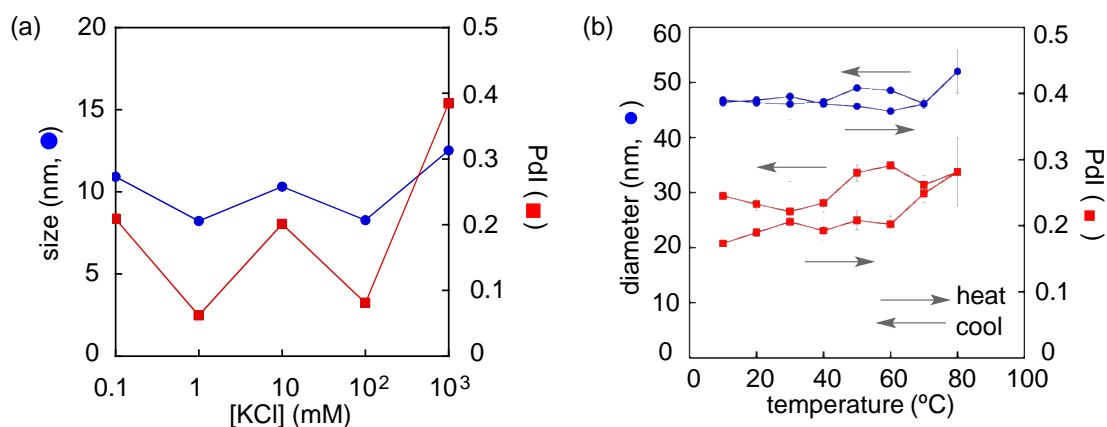 (a)
20
15
10
5
0
size (nm, )
0.5
0.4
0.3
0.2
0.1
0
PdI ( )
0.1 1 10 10² 10³
[KCl] (mM)
(b)
60
50
40
30
20
10
0
diameter (nm, )
0.5
0.4
0.3
0.2
0.1
0
PdI ( )
heat
cool
0 20 40 60 80 100
temperature (ºC)